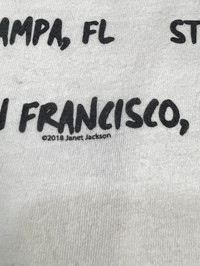 AMPA, FL ST
FRANCISCO,
©2018 Janet Jackson